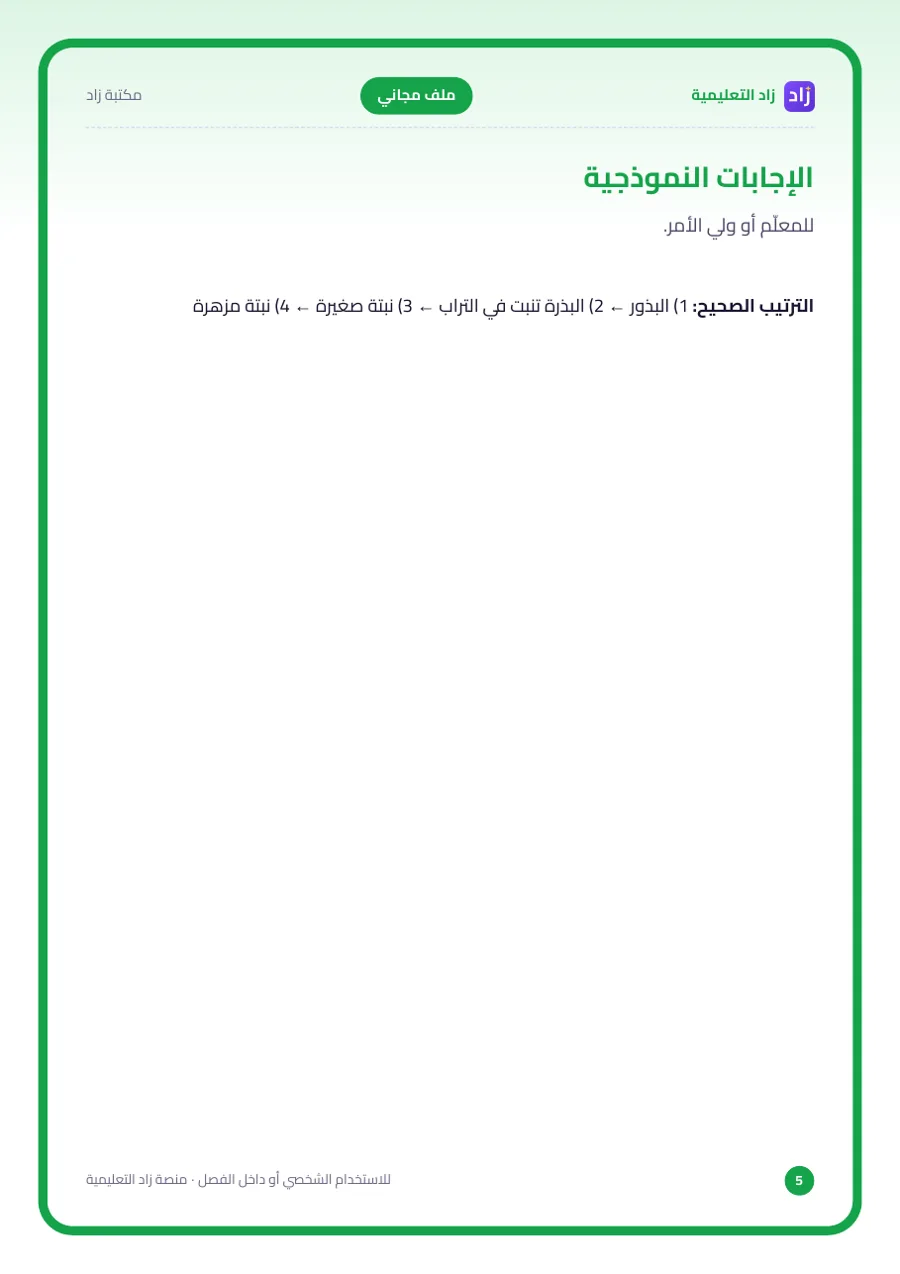 زاد
زاد التعليمية
ملف مجاني
مكتبة زاد
الإجابات النموذجية
للمعلّم أو ولي الأمر.
الترتيب الصحيح: 1) البذور ← 2) البذرة تنبت في التراب ← 3) نبتة صغيرة ← 4) نبتة مزهرة
5
للاستخدام الشخصي أو داخل الفصل · منصة زاد التعليمية